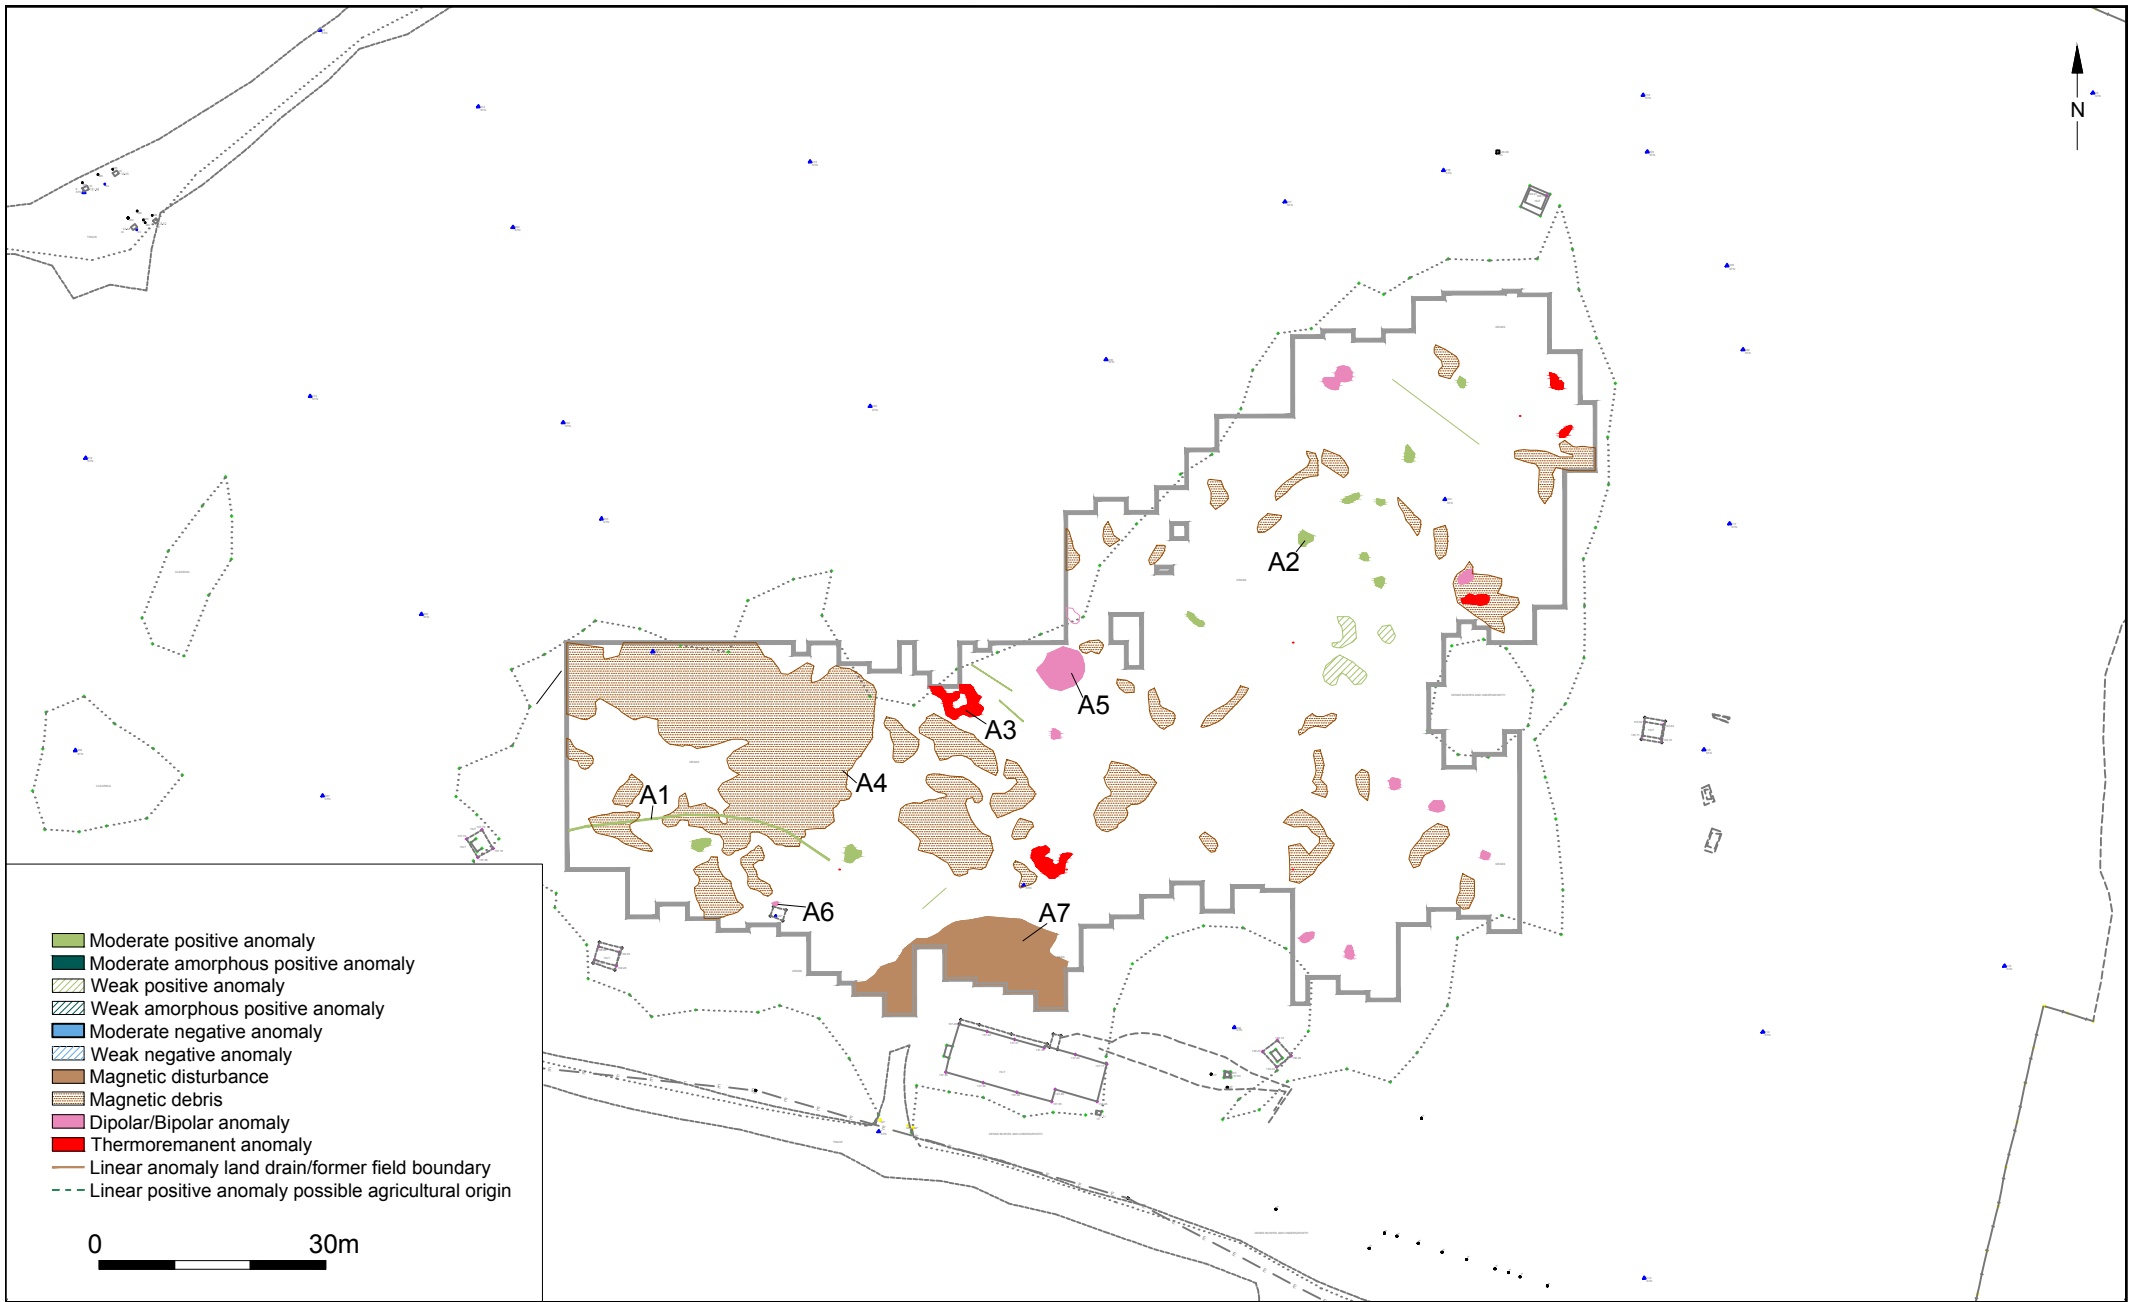 N
A2
A5
A3
A4
A1
A6
A7
Moderate positive anomaly
Moderate amorphous positive anomaly
Weak positive anomaly
Weak amorphous positive anomaly
Moderate negative anomaly
Weak negative anomaly
Magnetic disturbance
Magnetic debris
Dipolar/Bipolar anomaly
Thermoremanent anomaly
Linear anomaly land drain/former field boundary
Linear positive anomaly possible agricultural origin
0 30m